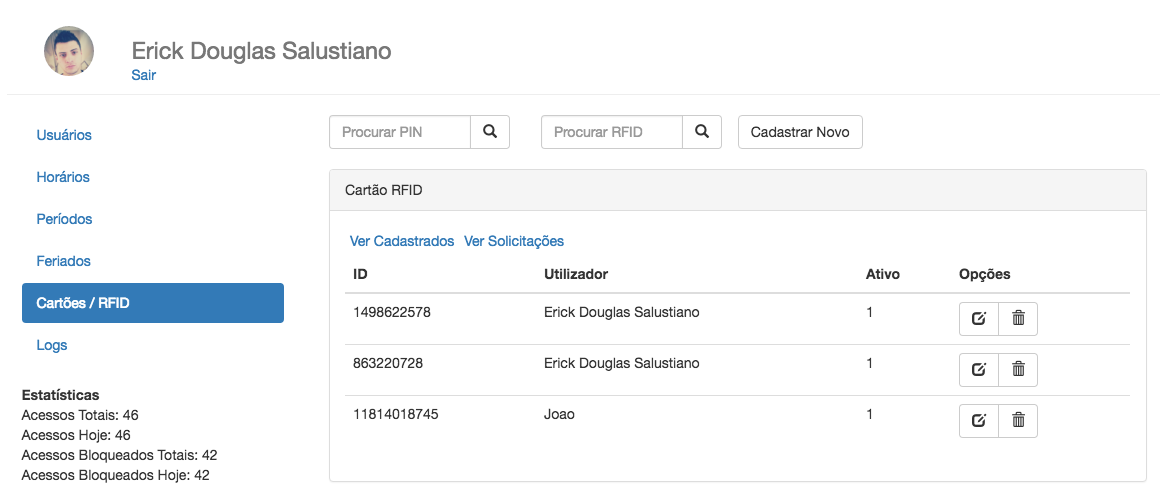 Erick Douglas Salustiano
Sair
Usuários
Horários
Períodos
Feriados
Cartões / RFID
Logs
Estatísticas
Acessos Totais: 46
Acessos Hoje: 46
Acessos Bloqueados Totais: 42
Acessos Bloqueados Hoje: 42
Procurar PIN
Procurar RFID
Cadastrar Novo
Cartão RFID
Ver Cadastrados Ver Solicitações
ID Utilizador Ativo Opções
1498622578 Erick Douglas Salustiano 1
863220728 Erick Douglas Salustiano 1
11814018745 Joao 1